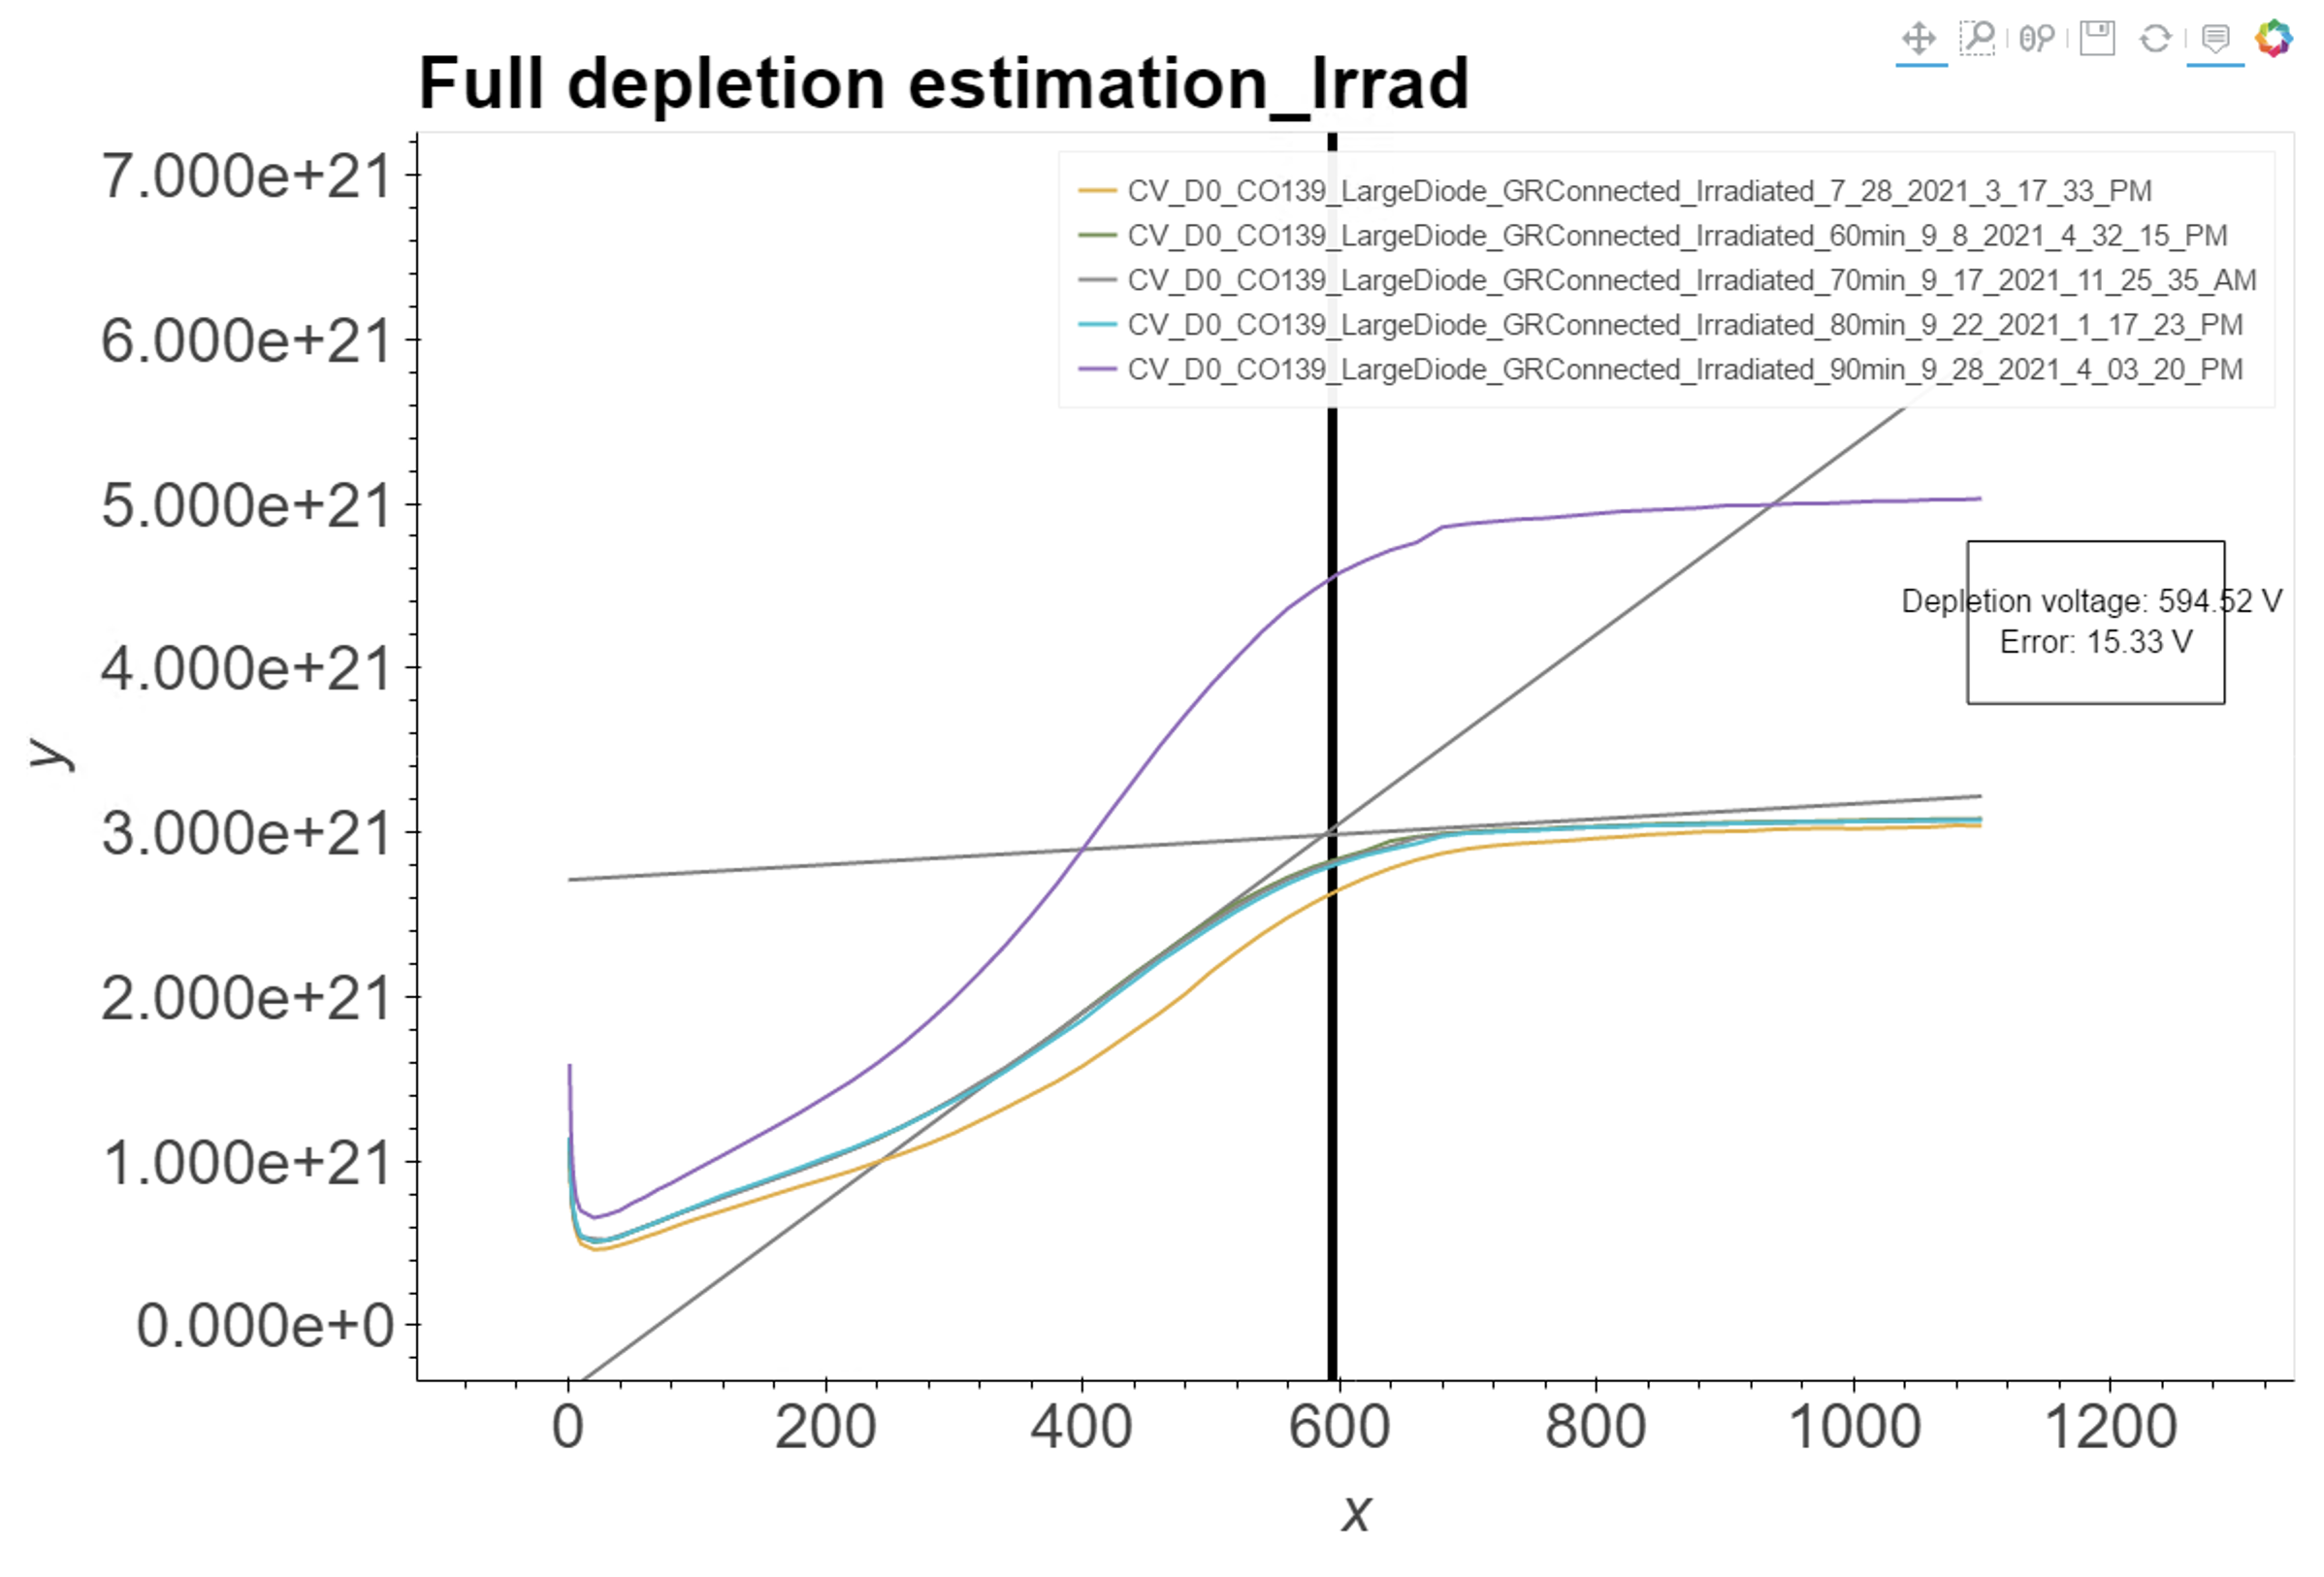 Full depletion estimation_Irrad
7.000e+21
6.000e+21
5.000e+21
4.000e+21
3.000e+21
2.000e+21
1.000e+21
0.000e+0
y
CV_D0_CO139_LargeDiode_GRConnected_Irradiated_7_28_2021_3_17_33_PM
CV_D0_CO139_LargeDiode_GRConnected_Irradiated_60min_9_8_2021_4_32_15_PM
CV_D0_CO139_LargeDiode_GRConnected_Irradiated_70min_9_17_2021_11_25_35_AM
CV_D0_CO139_LargeDiode_GRConnected_Irradiated_80min_9_22_2021_1_17_23_PM
CV_D0_CO139_LargeDiode_GRConnected_Irradiated_90min_9_28_2021_4_03_20_PM
Depletion voltage: 594.52 V
Error: 15.33 V
0 200 400 600 800 1000 1200
x